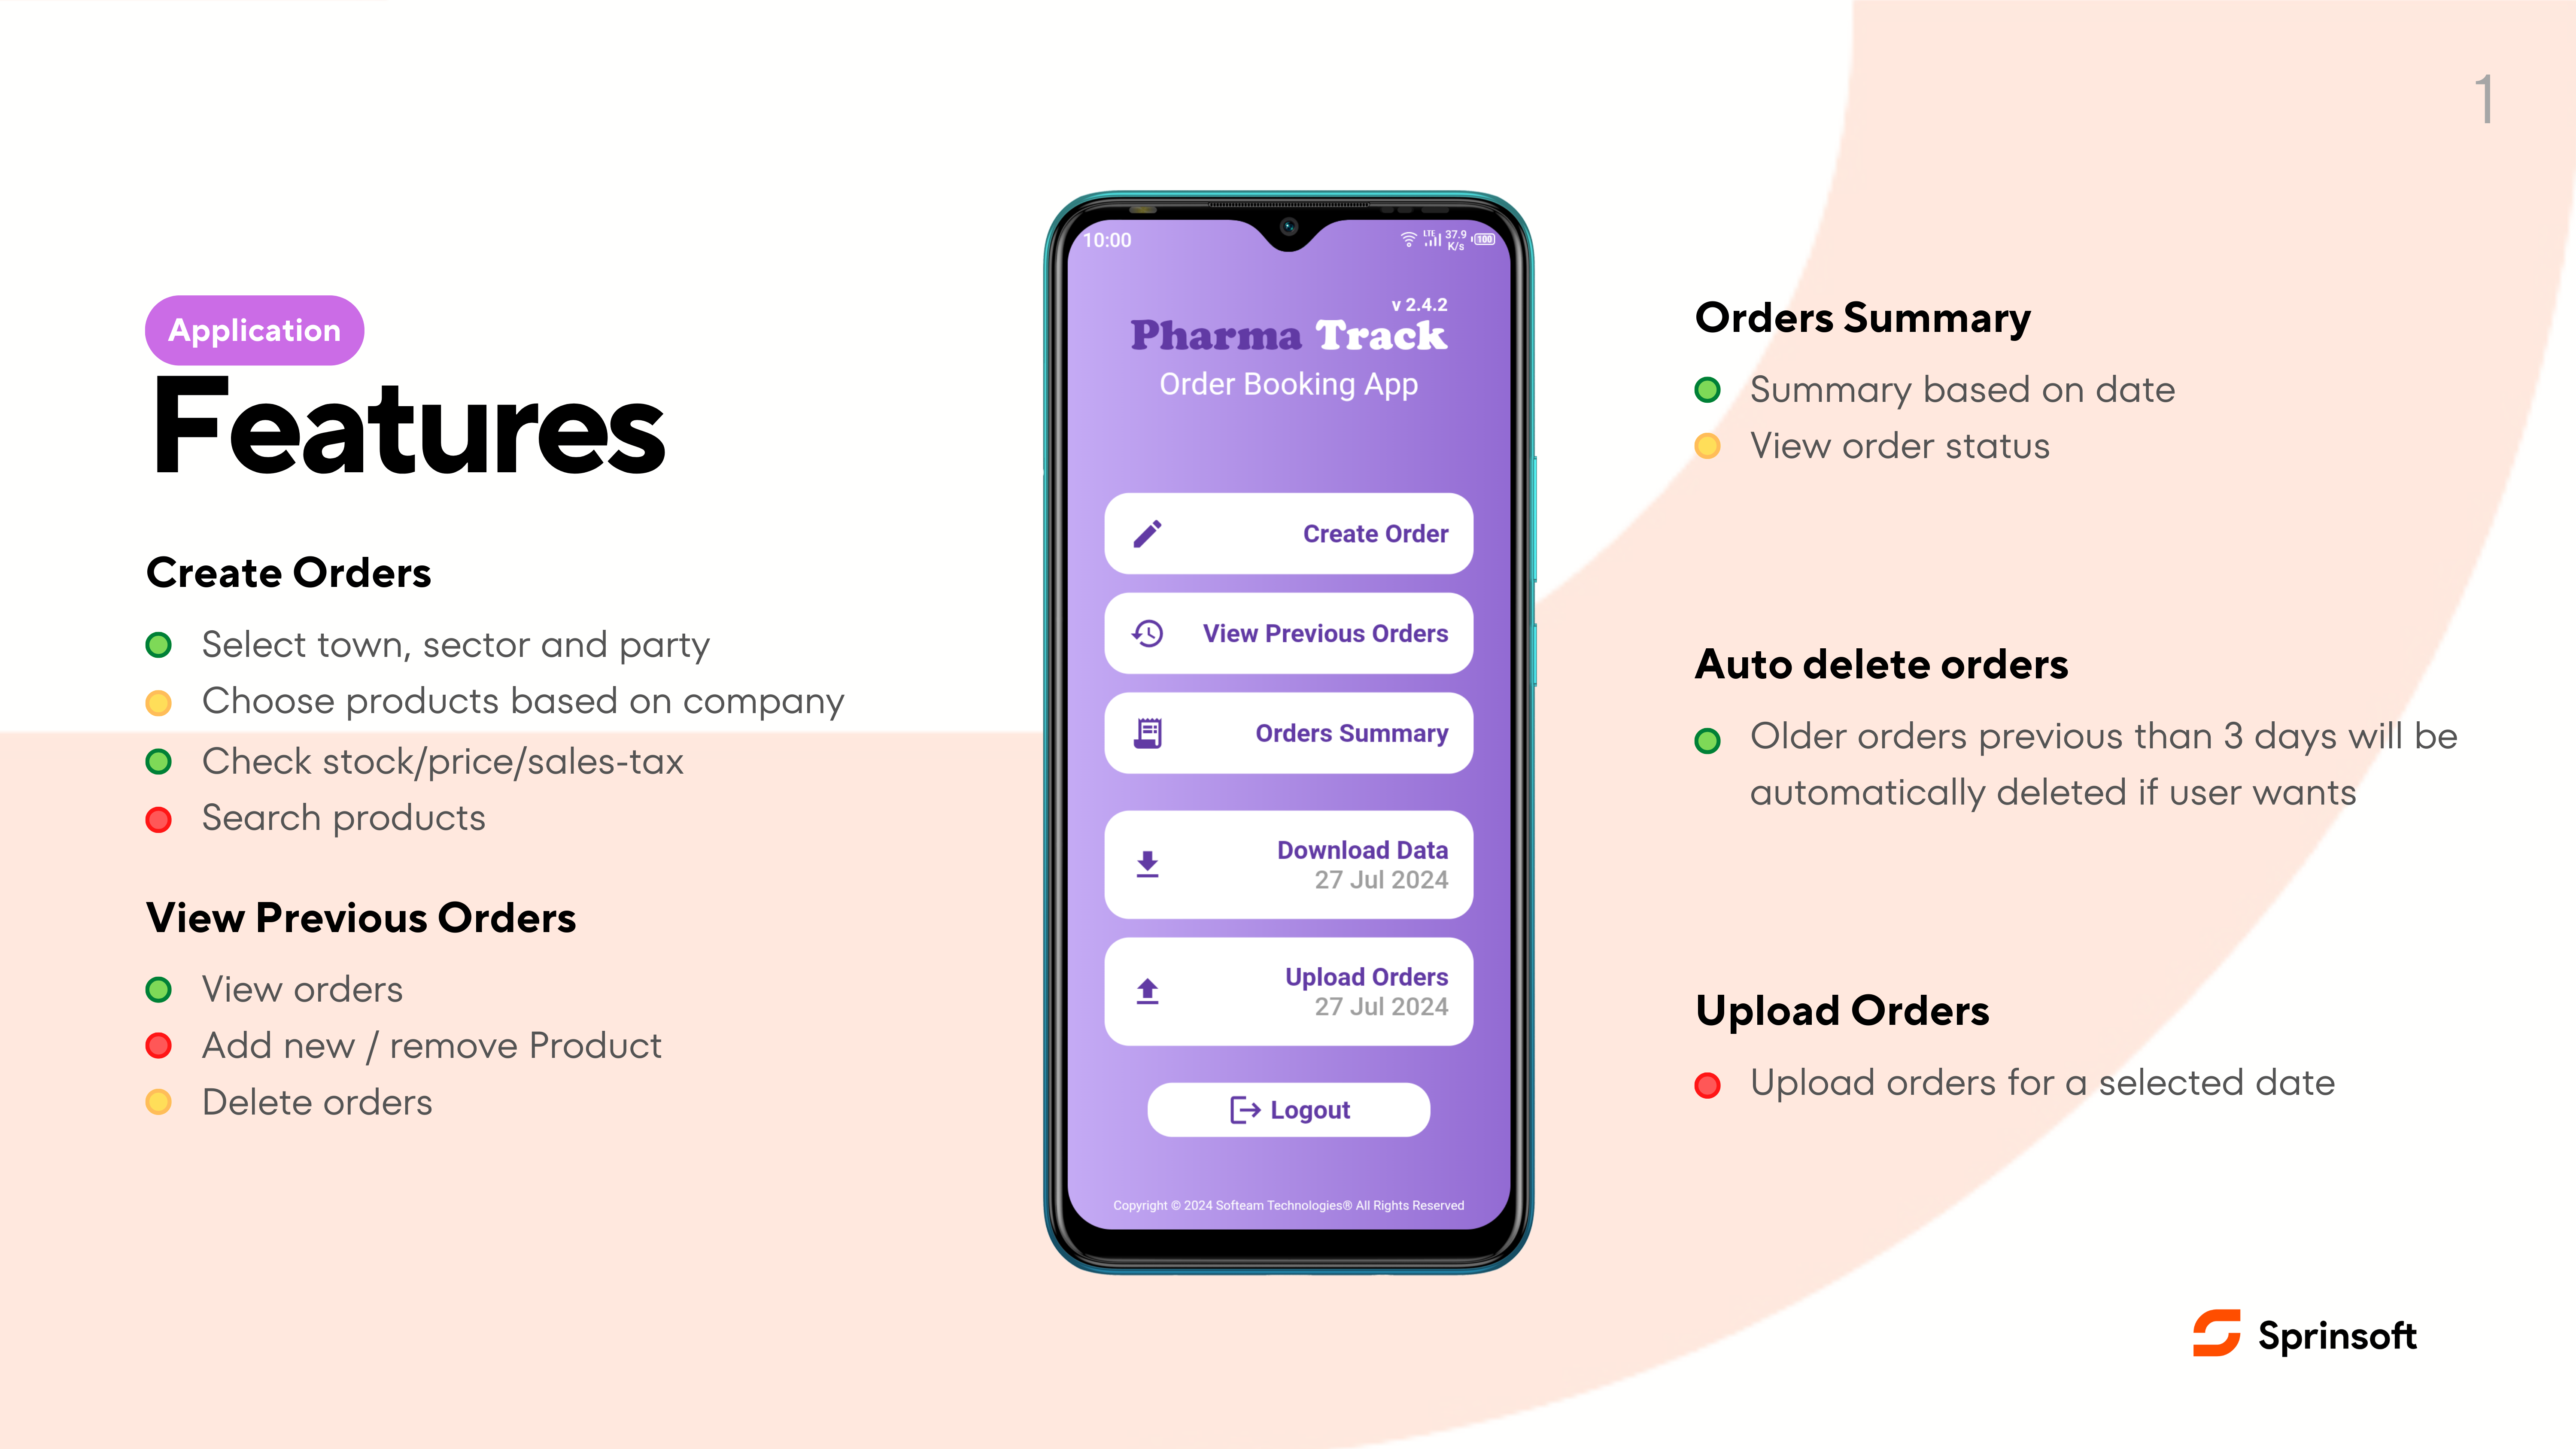 1
Application
Features
Create Orders
Select town, sector and party
Choose products based on company
Check stock/price/sales-tax
Search products
View Previous Orders
View orders
Add new / remove Product
Delete orders
10:00
LTE 37.9 K/s 100
v 2.4.2
Pharma Track
Order Booking App
Create Order
View Previous Orders
Orders Summary
Download Data
27 Jul 2024
Upload Orders
27 Jul 2024
Logout
Copyright © 2024 Softeam Technologies® All Rights Reserved
Orders Summary
Summary based on date
View order status
Auto delete orders
Older orders previous than 3 days will be
automatically deleted if user wants
Upload Orders
Upload orders for a selected date
Sprinsoft